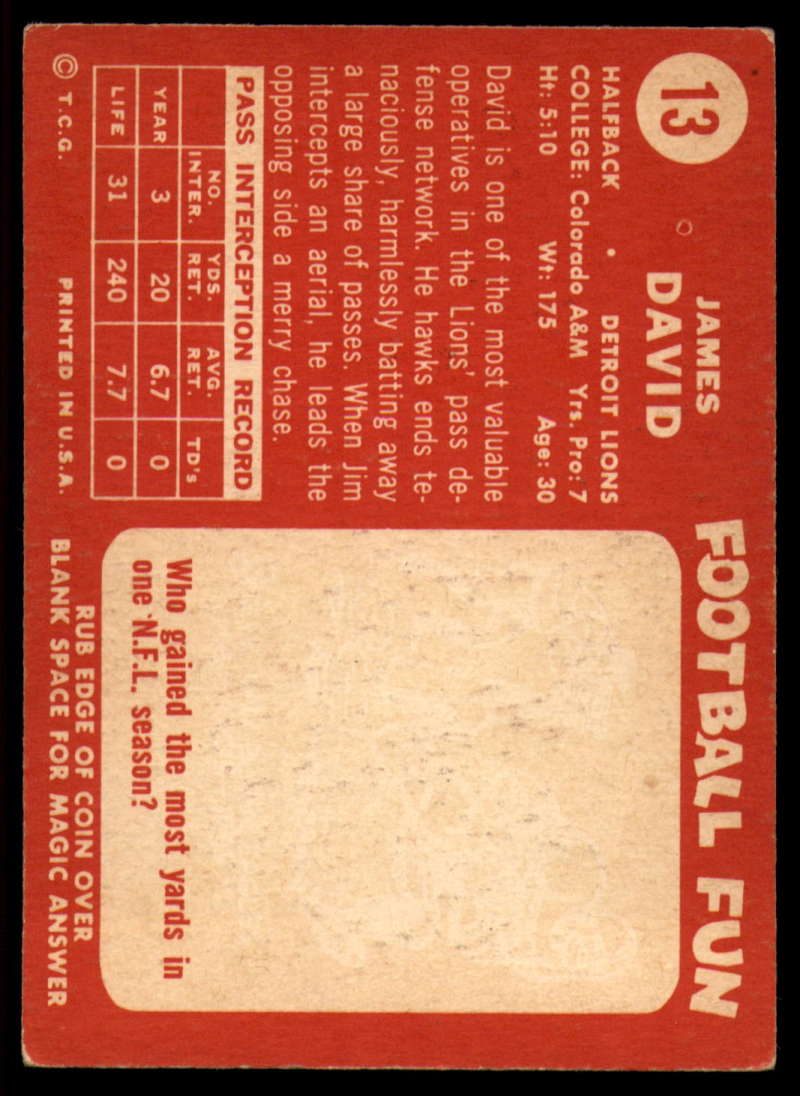 13
JAMES
DAVID
HALFBACK • DETROIT LIONS
COLLEGE: Colorado A&M Yrs. Pro: 7
Ht: 5:10 Wt: 175 Age: 30
David is one of the most valuable
operatives in the Lions' pass de-
fense network. He hawks ends te-
naciously, harmlessly batting away
a large share of passes. When Jim
intercepts an aerial, he leads the
opposing side a merry chase.
PASS INTERCEPTION RECORD
NO. INTER. YDS. RET. AVG. RET. TD's
YEAR 3 20 6.7 0
LIFE 31 240 7.7 0
© T.C.G. PRINTED IN U.S.A.
FOOTBALL FUN
Who gained the most yards in
one N.F.L. season?
RUB EDGE OF COIN OVER
BLANK SPACE FOR MAGIC ANSWER